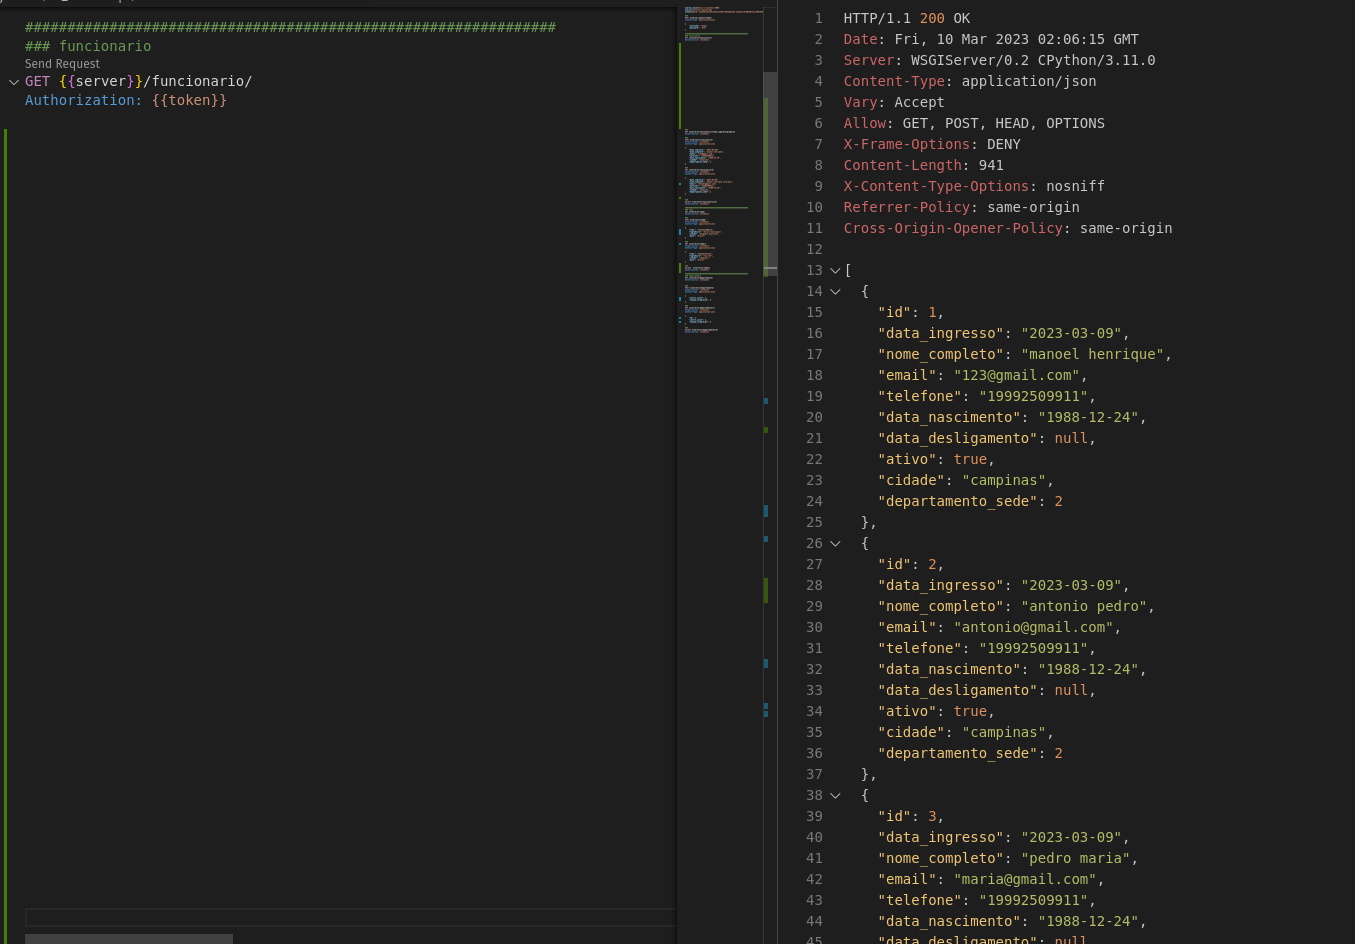 ###############################################################
### funcionario
Send Request
GET {{server}}/funcionario/
Authorization: {{token}}
1 HTTP/1.1 200 OK
2 Date: Fri, 10 Mar 2023 02:06:15 GMT
3 Server: WSGIServer/0.2 CPython/3.11.0
4 Content-Type: application/json
5 Vary: Accept
6 Allow: GET, POST, HEAD, OPTIONS
7 X-Frame-Options: DENY
8 Content-Length: 941
9 X-Content-Type-Options: nosniff
10 Referrer-Policy: same-origin
11 Cross-Origin-Opener-Policy: same-origin
12
13 [
14 {
15 "id": 1,
16 "data_ingresso": "2023-03-09",
17 "nome_completo": "manoel henrique",
18 "email": "123@gmail.com",
19 "telefone": "19992509911",
20 "data_nascimento": "1988-12-24",
21 "data_desligamento": null,
22 "ativo": true,
23 "cidade": "campinas",
24 "departamento_sede": 2
25 },
26 {
27 "id": 2,
28 "data_ingresso": "2023-03-09",
29 "nome_completo": "antonio pedro",
30 "email": "antonio@gmail.com",
31 "telefone": "19992509911",
32 "data_nascimento": "1988-12-24",
33 "data_desligamento": null,
34 "ativo": true,
35 "cidade": "campinas",
36 "departamento_sede": 2
37 },
38 {
39 "id": 3,
40 "data_ingresso": "2023-03-09",
41 "nome_completo": "pedro maria",
42 "email": "maria@gmail.com",
43 "telefone": "19992509911",
44 "data_nascimento": "1988-12-24",
45 "data_desligamento": null